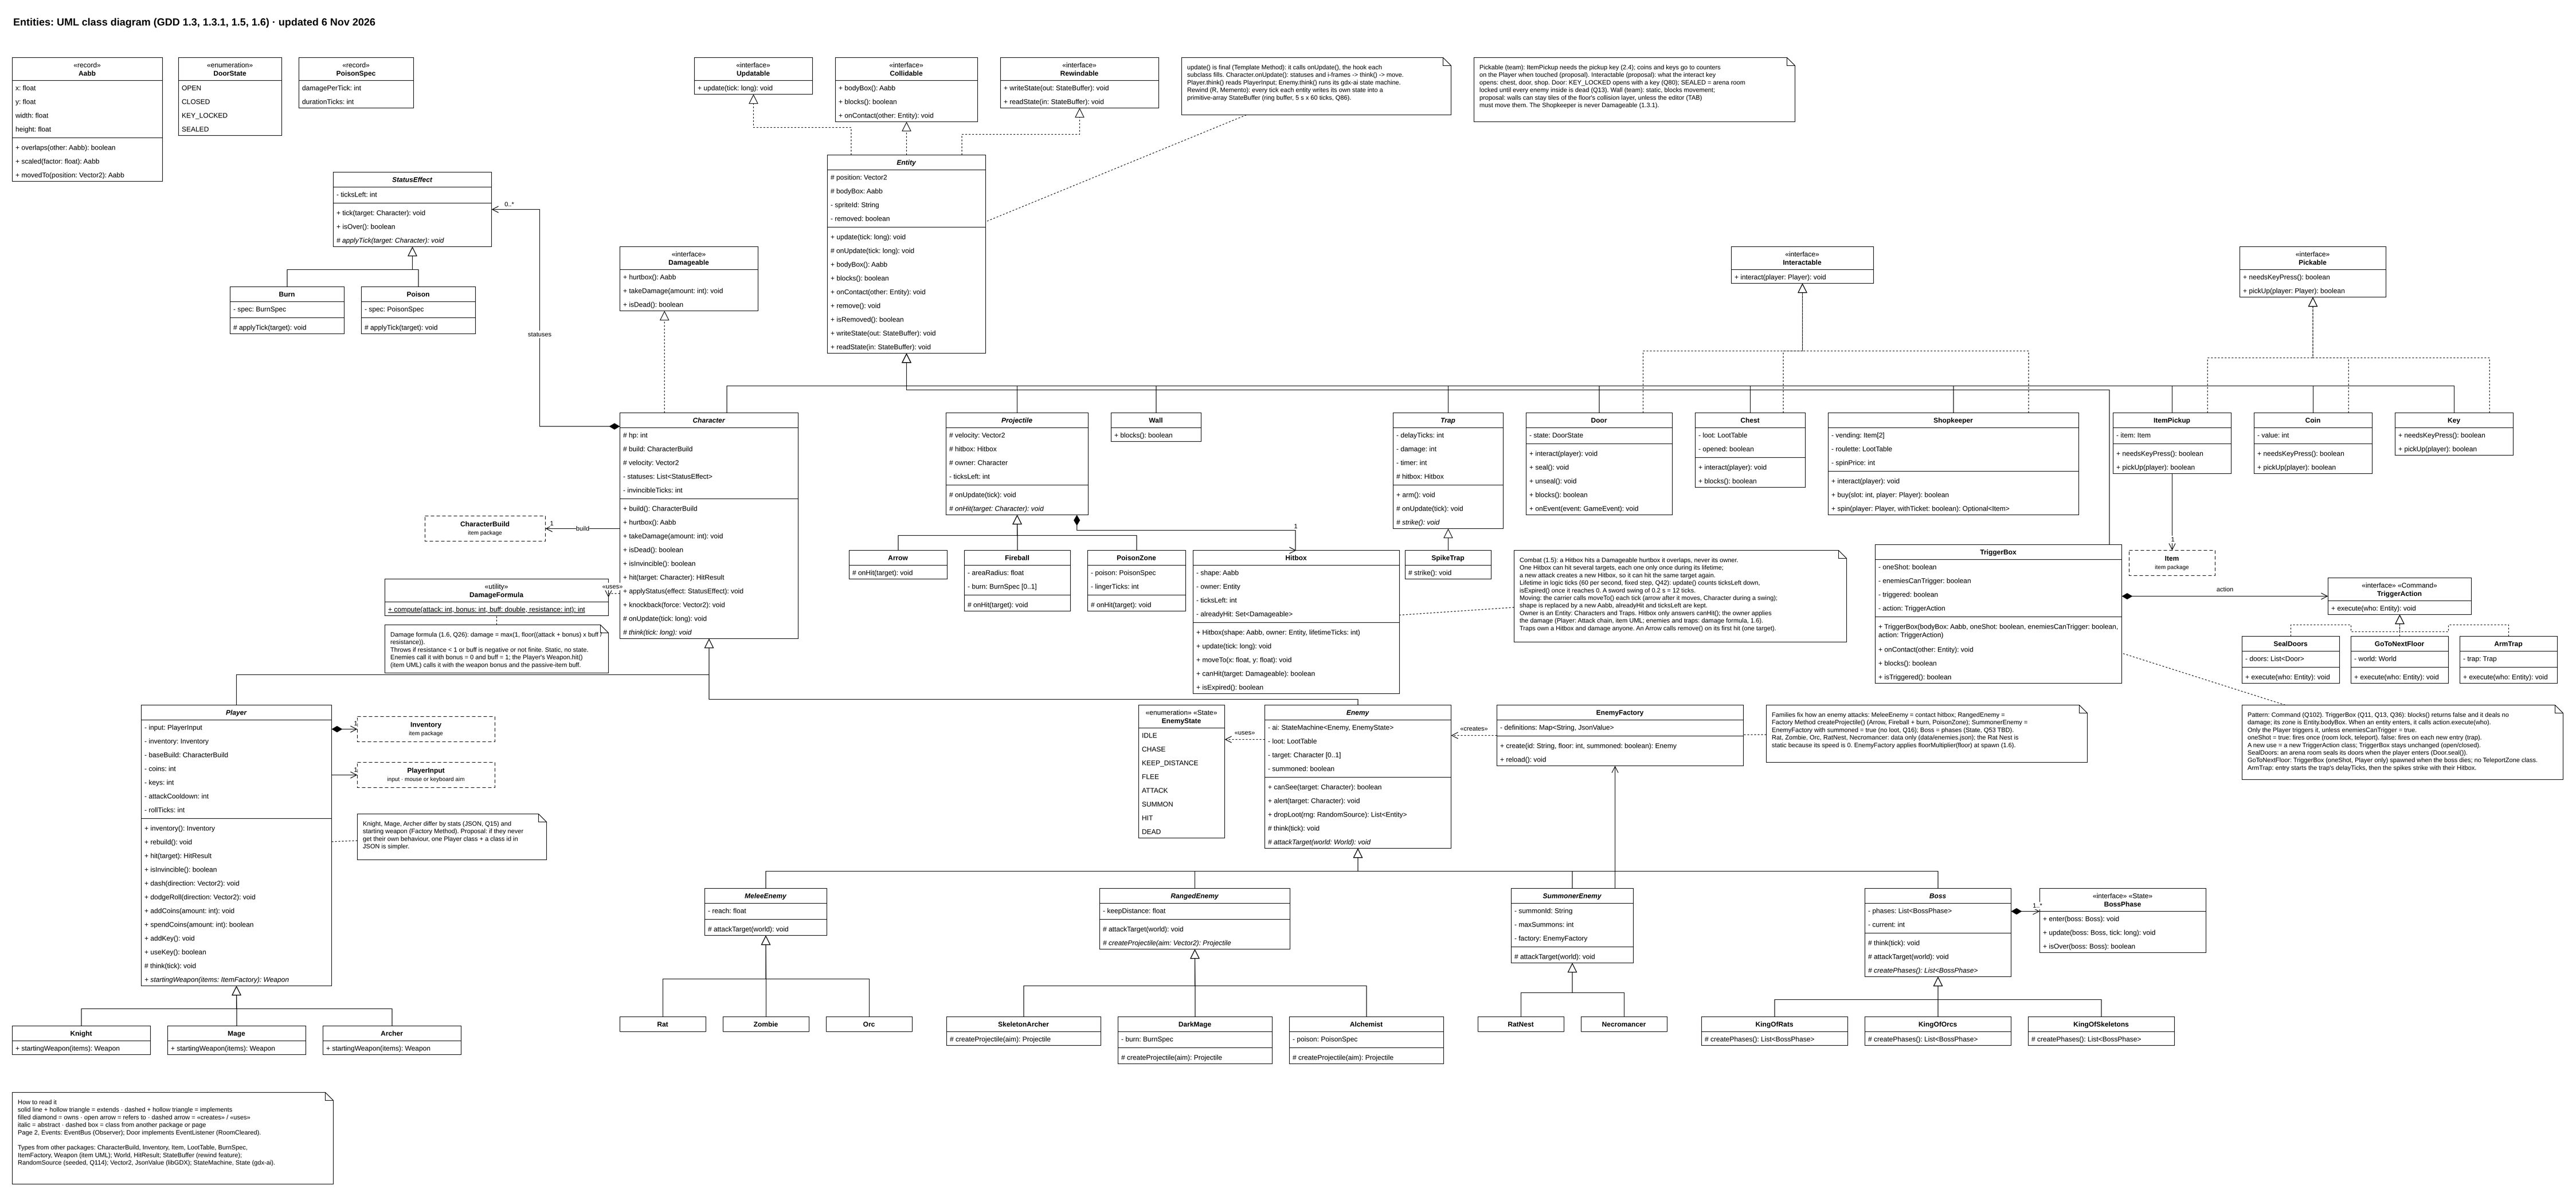 Entities: UML class diagram (GDD 1.3, 1.3.1, 1.5, 1.6) · updated 6 Nov 2026
«record»
Aabb
x: float
y: float
width: float
height: float
+ overlaps(other: Aabb): boolean
+ scaled(factor: float): Aabb
+ movedTo(position: Vector2): Aabb
«enumeration»
DoorState
OPEN
CLOSED
KEY_LOCKED
SEALED
«record»
PoisonSpec
damagePerTick: int
durationTicks: int
«interface»
Updatable
+ update(tick: long): void
«interface»
Collidable
+ bodyBox(): Aabb
+ blocks(): boolean
+ onContact(other: Entity): void
«interface»
Rewindable
+ writeState(out: StateBuffer): void
+ readState(in: StateBuffer): void
update() is final (Template Method): it calls onUpdate(), the hook each
subclass fills. Character.onUpdate(): statuses and i-frames -> think() -> move.
Player.think() reads PlayerInput; Enemy.think() runs its gdx-ai state machine.
Rewind (R, Memento): every tick each entity writes its own state into a
primitive-array StateBuffer (ring buffer, 5 s x 60 ticks, Q86).
Pickable (team): ItemPickup needs the pickup key (2.4); coins and keys go to counters
on the Player when touched (proposal). Interactable (proposal): what the interact key
opens: chest, door, shop. Door: KEY_LOCKED opens with a key (Q80); SEALED = arena room
locked until every enemy inside is dead (Q13). Wall (team): static, blocks movement;
proposal: walls can stay tiles of the floor's collision layer, unless the editor (TAB)
must move them. The Shopkeeper is never Damageable (1.3.1).
Entity
# position: Vector2
# bodyBox: Aabb
- spriteId: String
- removed: boolean
+ update(tick: long): void
# onUpdate(tick: long): void
+ bodyBox(): Aabb
+ blocks(): boolean
+ onContact(other: Entity): void
+ remove(): void
+ isRemoved(): boolean
+ writeState(out: StateBuffer): void
+ readState(in: StateBuffer): void
StatusEffect
- ticksLeft: int
+ tick(target: Character): void
+ isOver(): boolean
# applyTick(target: Character): void
0..*
statuses
Burn
- spec: BurnSpec
# applyTick(target): void
Poison
- spec: PoisonSpec
# applyTick(target): void
«interface»
Damageable
+ hurtbox(): Aabb
+ takeDamage(amount: int): void
+ isDead(): boolean
«interface»
Interactable
+ interact(player: Player): void
«interface»
Pickable
+ needsKeyPress(): boolean
+ pickUp(player: Player): boolean
Character
# hp: int
# build: CharacterBuild
# velocity: Vector2
- statuses: List<StatusEffect>
- invincibleTicks: int
+ build(): CharacterBuild
+ hurtbox(): Aabb
+ takeDamage(amount: int): void
+ isDead(): boolean
+ isInvincible(): boolean
+ hit(target: Character): HitResult
+ applyStatus(effect: StatusEffect): void
+ knockback(force: Vector2): void
# onUpdate(tick: long): void
# think(tick: long): void
Projectile
# velocity: Vector2
# hitbox: Hitbox
# owner: Character
- ticksLeft: int
# onUpdate(tick): void
# onHit(target: Character): void
Wall
+ blocks(): boolean
Trap
- delayTicks: int
- damage: int
- timer: int
# hitbox: Hitbox
+ arm(): void
# onUpdate(tick): void
# strike(): void
Door
- state: DoorState
+ interact(player): void
+ seal(): void
+ unseal(): void
+ blocks(): boolean
+ onEvent(event: GameEvent): void
Chest
- loot: LootTable
- opened: boolean
+ interact(player): void
+ blocks(): boolean
Shopkeeper
- vending: Item[2]
- roulette: LootTable
- spinPrice: int
+ interact(player): void
+ buy(slot: int, player: Player): boolean
+ spin(player: Player, withTicket: boolean): Optional<Item>
ItemPickup
- item: Item
+ needsKeyPress(): boolean
+ pickUp(player): boolean
Coin
- value: int
+ needsKeyPress(): boolean
+ pickUp(player): boolean
Key
+ needsKeyPress(): boolean
+ pickUp(player): boolean
CharacterBuild
item package
1
build
«utility»
DamageFormula
+ compute(attack: int, bonus: int, buff: double, resistance: int): int
«uses»
Damage formula (1.6, Q26): damage = max(1, floor((attack + bonus) x buff /
resistance)).
Throws if resistance < 1 or buff is negative or not finite. Static, no state.
Enemies call it with bonus = 0 and buff = 1; the Player's Weapon.hit()
(item UML) calls it with the weapon bonus and the passive-item buff.
Arrow
# onHit(target): void
Fireball
- areaRadius: float
- burn: BurnSpec [0..1]
# onHit(target): void
PoisonZone
- poison: PoisonSpec
- lingerTicks: int
# onHit(target): void
1
Hitbox
- shape: Aabb
- owner: Entity
- ticksLeft: int
- alreadyHit: Set<Damageable>
+ Hitbox(shape: Aabb, owner: Entity, lifetimeTicks: int)
+ update(tick: long): void
+ moveTo(x: float, y: float): void
+ canHit(target: Damageable): boolean
+ isExpired(): boolean
SpikeTrap
# strike(): void
Combat (1.5): a Hitbox hits a Damageable hurtbox it overlaps, never its owner.
One Hitbox can hit several targets, each one only once during its lifetime;
a new attack creates a new Hitbox, so it can hit the same target again.
Lifetime in logic ticks (60 per second, fixed step, Q42): update() counts ticksLeft down,
isExpired() once it reaches 0. A sword swing of 0.2 s = 12 ticks.
Moving: the carrier calls moveTo() each tick (arrow after it moves, Character during a swing);
shape is replaced by a new Aabb, alreadyHit and ticksLeft are kept.
Owner is an Entity: Characters and Traps. Hitbox only answers canHit(); the owner applies
the damage (Player: Attack chain, item UML; enemies and traps: damage formula, 1.6).
Traps own a Hitbox and damage anyone. An Arrow calls remove() on its first hit (one target).
TriggerBox
- oneShot: boolean
- enemiesCanTrigger: boolean
- triggered: boolean
- action: TriggerAction
+ TriggerBox(bodyBox: Aabb, oneShot: boolean, enemiesCanTrigger: boolean,
action: TriggerAction)
+ onContact(other: Entity): void
+ blocks(): boolean
+ isTriggered(): boolean
1
Item
item package
action
«interface» «Command»
TriggerAction
+ execute(who: Entity): void
SealDoors
- doors: List<Door>
+ execute(who: Entity): void
GoToNextFloor
- world: World
+ execute(who: Entity): void
ArmTrap
- trap: Trap
+ execute(who: Entity): void
Player
- input: PlayerInput
- inventory: Inventory
- baseBuild: CharacterBuild
- coins: int
- keys: int
- attackCooldown: int
- rollTicks: int
+ inventory(): Inventory
+ rebuild(): void
+ hit(target): HitResult
+ isInvincible(): boolean
+ dash(direction: Vector2): void
+ dodgeRoll(direction: Vector2): void
+ addCoins(amount: int): void
+ spendCoins(amount: int): boolean
+ addKey(): void
+ useKey(): boolean
# think(tick): void
+ startingWeapon(items: ItemFactory): Weapon
1
Inventory
item package
1
PlayerInput
input · mouse or keyboard aim
Knight, Mage, Archer differ by stats (JSON, Q15) and
starting weapon (Factory Method). Proposal: if they never
get their own behaviour, one Player class + a class id in
JSON is simpler.
«enumeration» «State»
EnemyState
IDLE
CHASE
KEEP_DISTANCE
FLEE
ATTACK
SUMMON
HIT
DEAD
«uses»
Enemy
- ai: StateMachine<Enemy, EnemyState>
- loot: LootTable
- target: Character [0..1]
- summoned: boolean
+ canSee(target: Character): boolean
+ alert(target: Character): void
+ dropLoot(rng: RandomSource): List<Entity>
# think(tick): void
# attackTarget(world: World): void
«creates»
EnemyFactory
- definitions: Map<String, JsonValue>
+ create(id: String, floor: int, summoned: boolean): Enemy
+ reload(): void
Families fix how an enemy attacks: MeleeEnemy = contact hitbox; RangedEnemy =
Factory Method createProjectile() (Arrow, Fireball + burn, PoisonZone); SummonerEnemy =
EnemyFactory with summoned = true (no loot, Q16); Boss = phases (State, Q53 TBD).
Rat, Zombie, Orc, RatNest, Necromancer: data only (data/enemies.json); the Rat Nest is
static because its speed is 0. EnemyFactory applies floorMultiplier(floor) at spawn (1.6).
Pattern: Command (Q102). TriggerBox (Q11, Q13, Q36): blocks() returns false and it deals no
damage; its zone is Entity.bodyBox. When an entity enters, it calls action.execute(who).
Only the Player triggers it, unless enemiesCanTrigger = true.
oneShot = true: fires once (room lock, teleport). false: fires on each new entry (trap).
A new use = a new TriggerAction class; TriggerBox stays unchanged (open/closed).
SealDoors: an arena room seals its doors when the player enters (Door.seal()).
GoToNextFloor: TriggerBox (oneShot, Player only) spawned when the boss dies; no TeleportZone class.
ArmTrap: entry starts the trap's delayTicks, then the spikes strike with their Hitbox.
MeleeEnemy
- reach: float
# attackTarget(world): void
RangedEnemy
- keepDistance: float
# attackTarget(world): void
# createProjectile(aim: Vector2): Projectile
SummonerEnemy
- summonId: String
- maxSummons: int
- factory: EnemyFactory
# attackTarget(world): void
Boss
- phases: List<BossPhase>
- current: int
# think(tick): void
# attackTarget(world): void
# createPhases(): List<BossPhase>
1..*
«interface» «State»
BossPhase
+ enter(boss: Boss): void
+ update(boss: Boss, tick: long): void
+ isOver(boss: Boss): boolean
Knight
+ startingWeapon(items): Weapon
Mage
+ startingWeapon(items): Weapon
Archer
+ startingWeapon(items): Weapon
Rat
Zombie
Orc
SkeletonArcher
# createProjectile(aim): Projectile
DarkMage
- burn: BurnSpec
# createProjectile(aim): Projectile
Alchemist
- poison: PoisonSpec
# createProjectile(aim): Projectile
RatNest
Necromancer
KingOfRats
# createPhases(): List<BossPhase>
KingOfOrcs
# createPhases(): List<BossPhase>
KingOfSkeletons
# createPhases(): List<BossPhase>
How to read it
solid line + hollow triangle = extends · dashed + hollow triangle = implements
filled diamond = owns · open arrow = refers to · dashed arrow = «creates» / «uses»
italic = abstract · dashed box = class from another package or page
Page 2, Events: EventBus (Observer); Door implements EventListener (RoomCleared).
Types from other packages: CharacterBuild, Inventory, Item, LootTable, BurnSpec,
ItemFactory, Weapon (item UML); World, HitResult; StateBuffer (rewind feature);
RandomSource (seeded, Q114); Vector2, JsonValue (libGDX); StateMachine, State (gdx-ai).